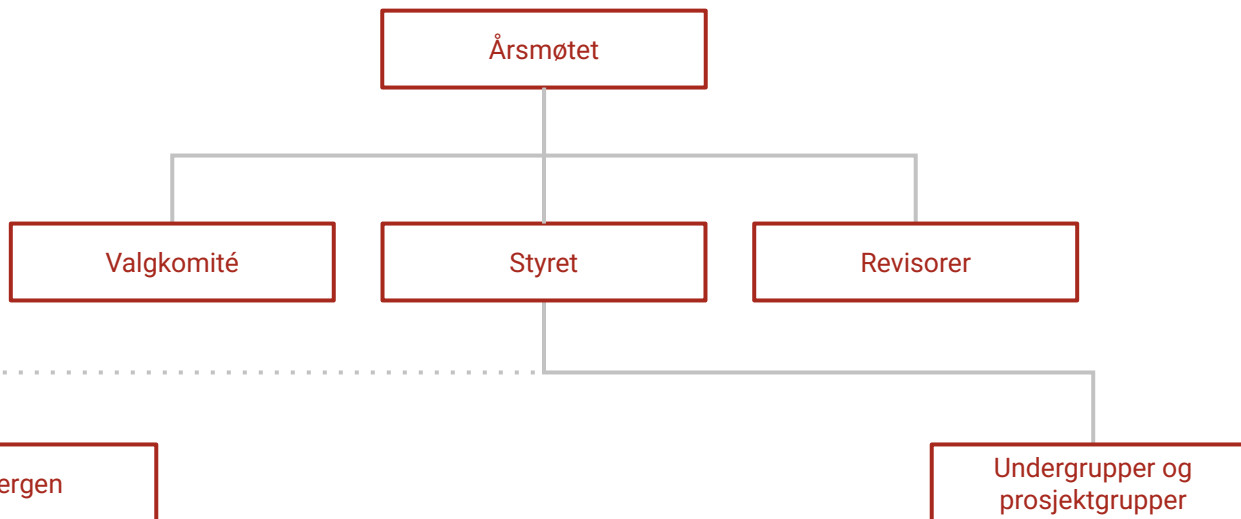 Årsmøtet
Valgkomité
Styret
Revisorer
ergen
Undergrupper og
prosjektgrupper